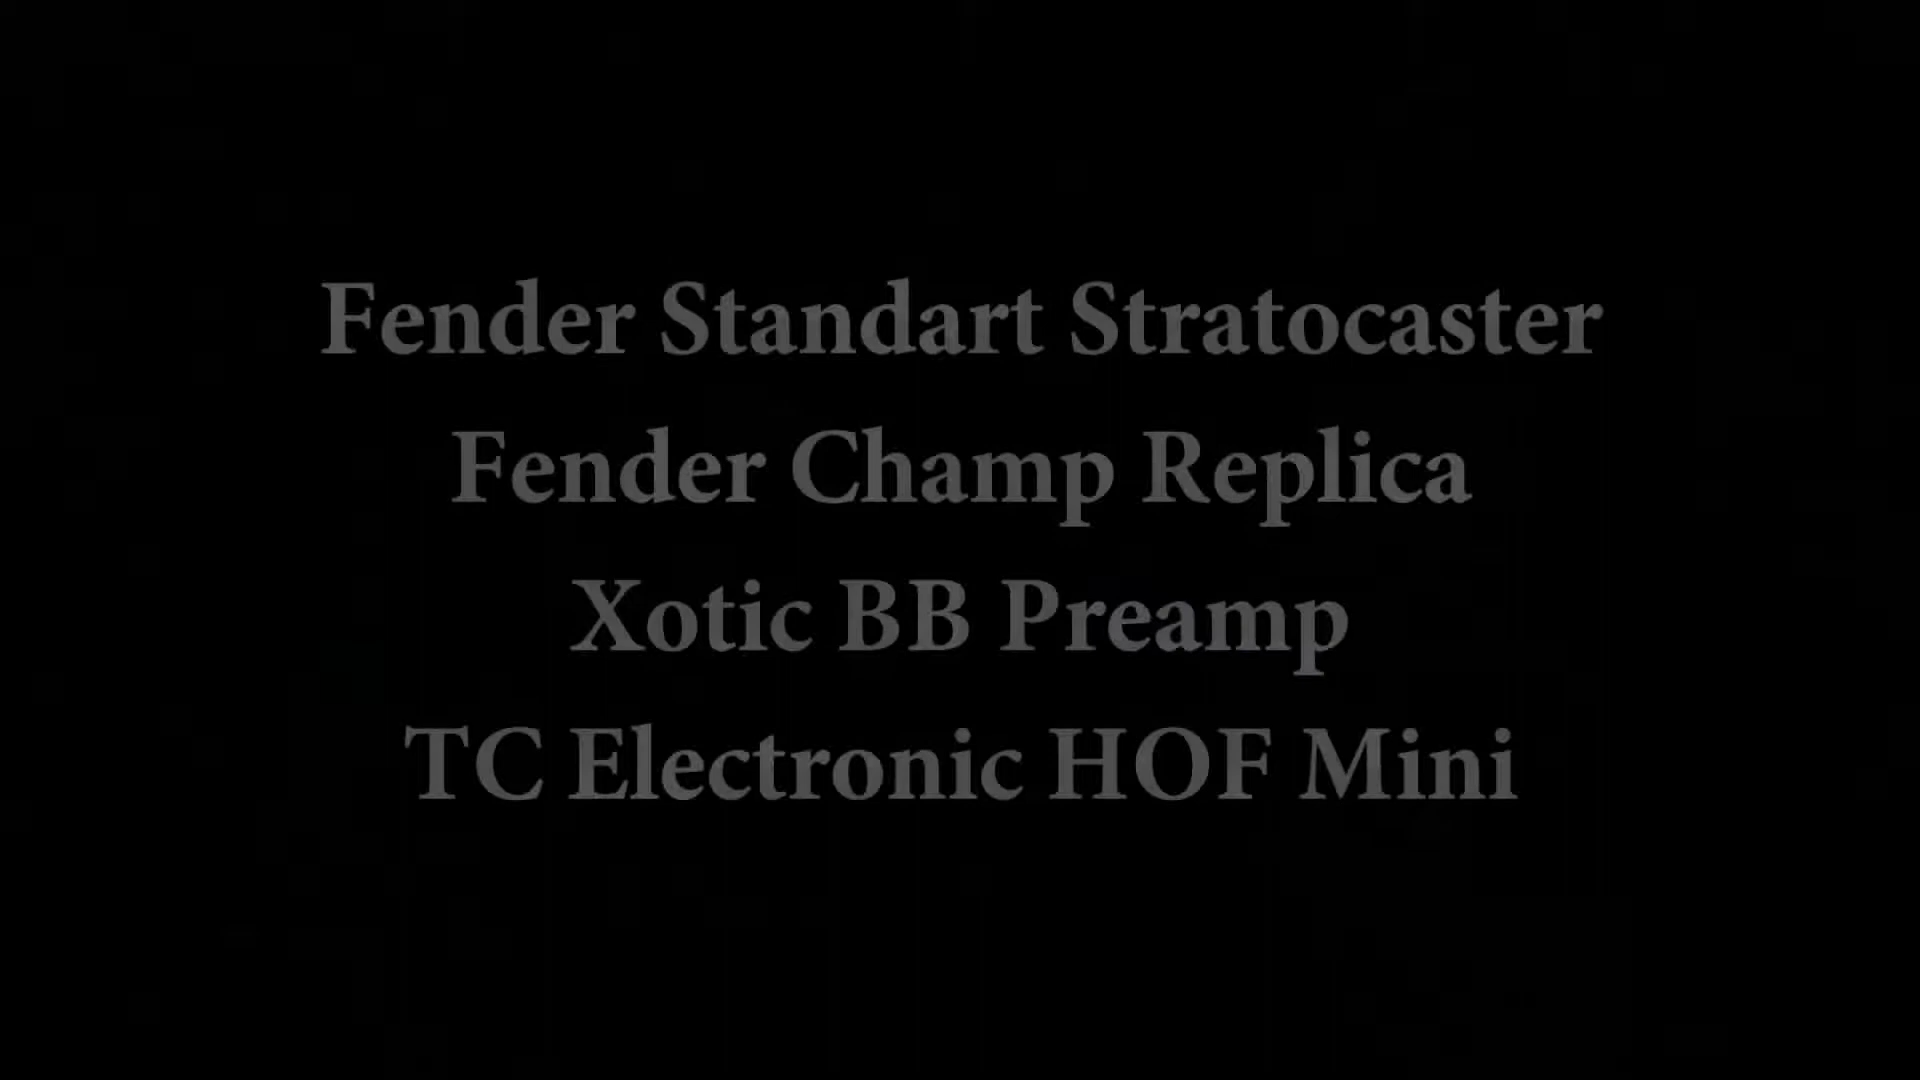 Fender Standart Stratocaster
Fender Champ Replica
Xotic BB Preamp
TC Electronic HOF Mini